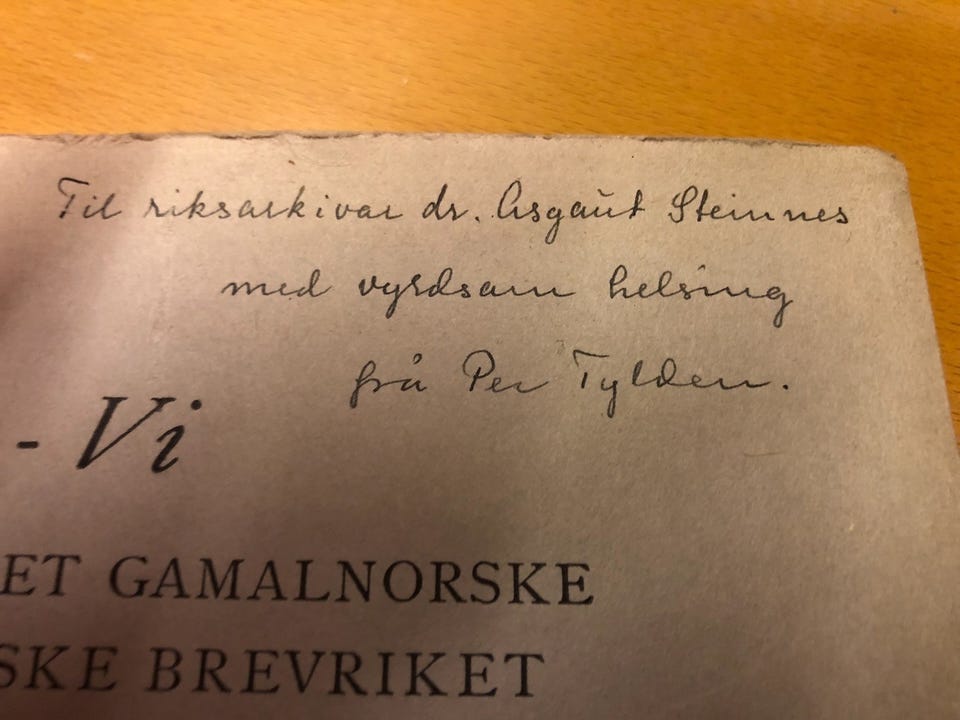 Til riksarkivar dr. Asgaut Steinnes
med vyrdsam helsing
frå Per Tylden.
- Vi
ET GAMALNORSKE
SKE BREVRIKET